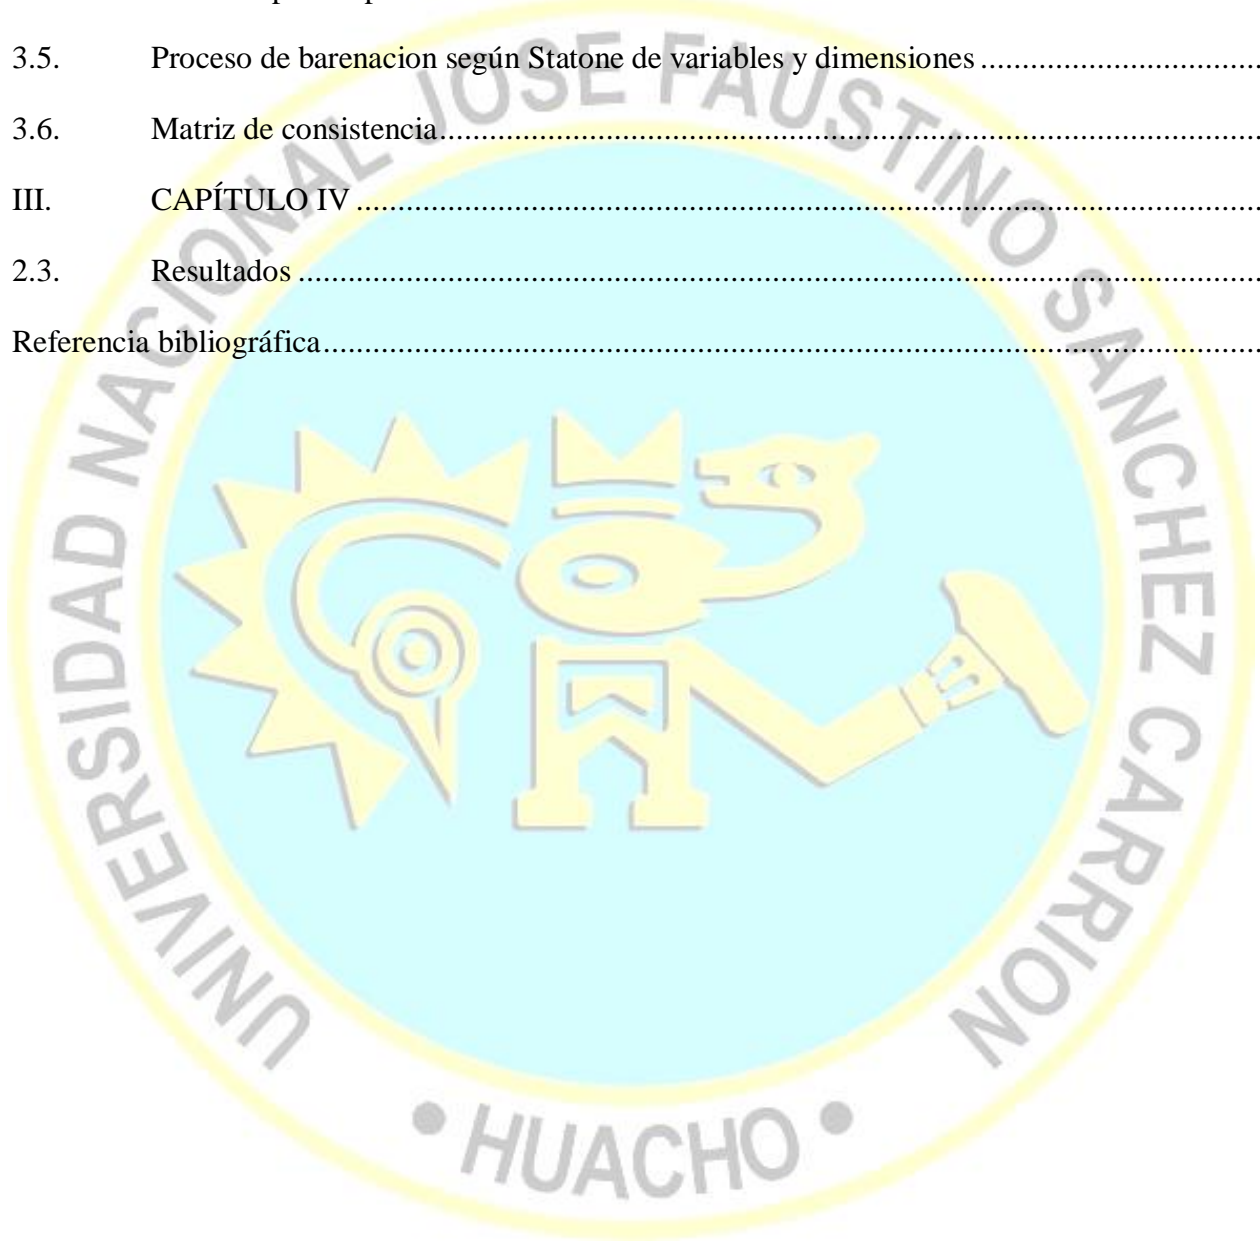 3.5. Proceso de barenacion según Statone de variables y dimensiones ................................
3.6. Matriz de consistencia ................................
III. CAPÍTULO IV ................................
2.3. Resultados ................................
Referencia bibliográfica ................................
UNIVERSIDAD NACIONAL JOSE FAUSTINO SANCHEZ CARRION
• HUACHO •